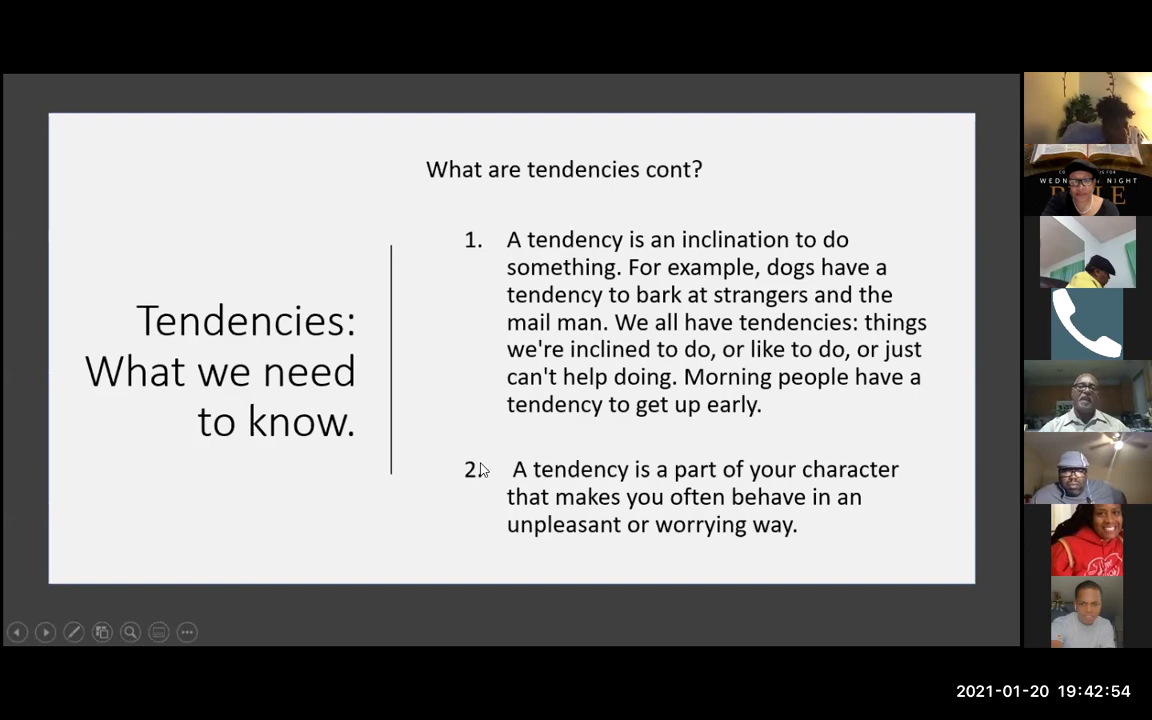 What are tendencies cont?
Tendencies:
What we need
to know.
1. A tendency is an inclination to do
something. For example, dogs have a
tendency to bark at strangers and the
mail man. We all have tendencies: things
we're inclined to do, or like to do, or just
can't help doing. Morning people have a
tendency to get up early.
2. A tendency is a part of your character
that makes you often behave in an
unpleasant or worrying way.
NIGHT
2021-01-20 19:42:54